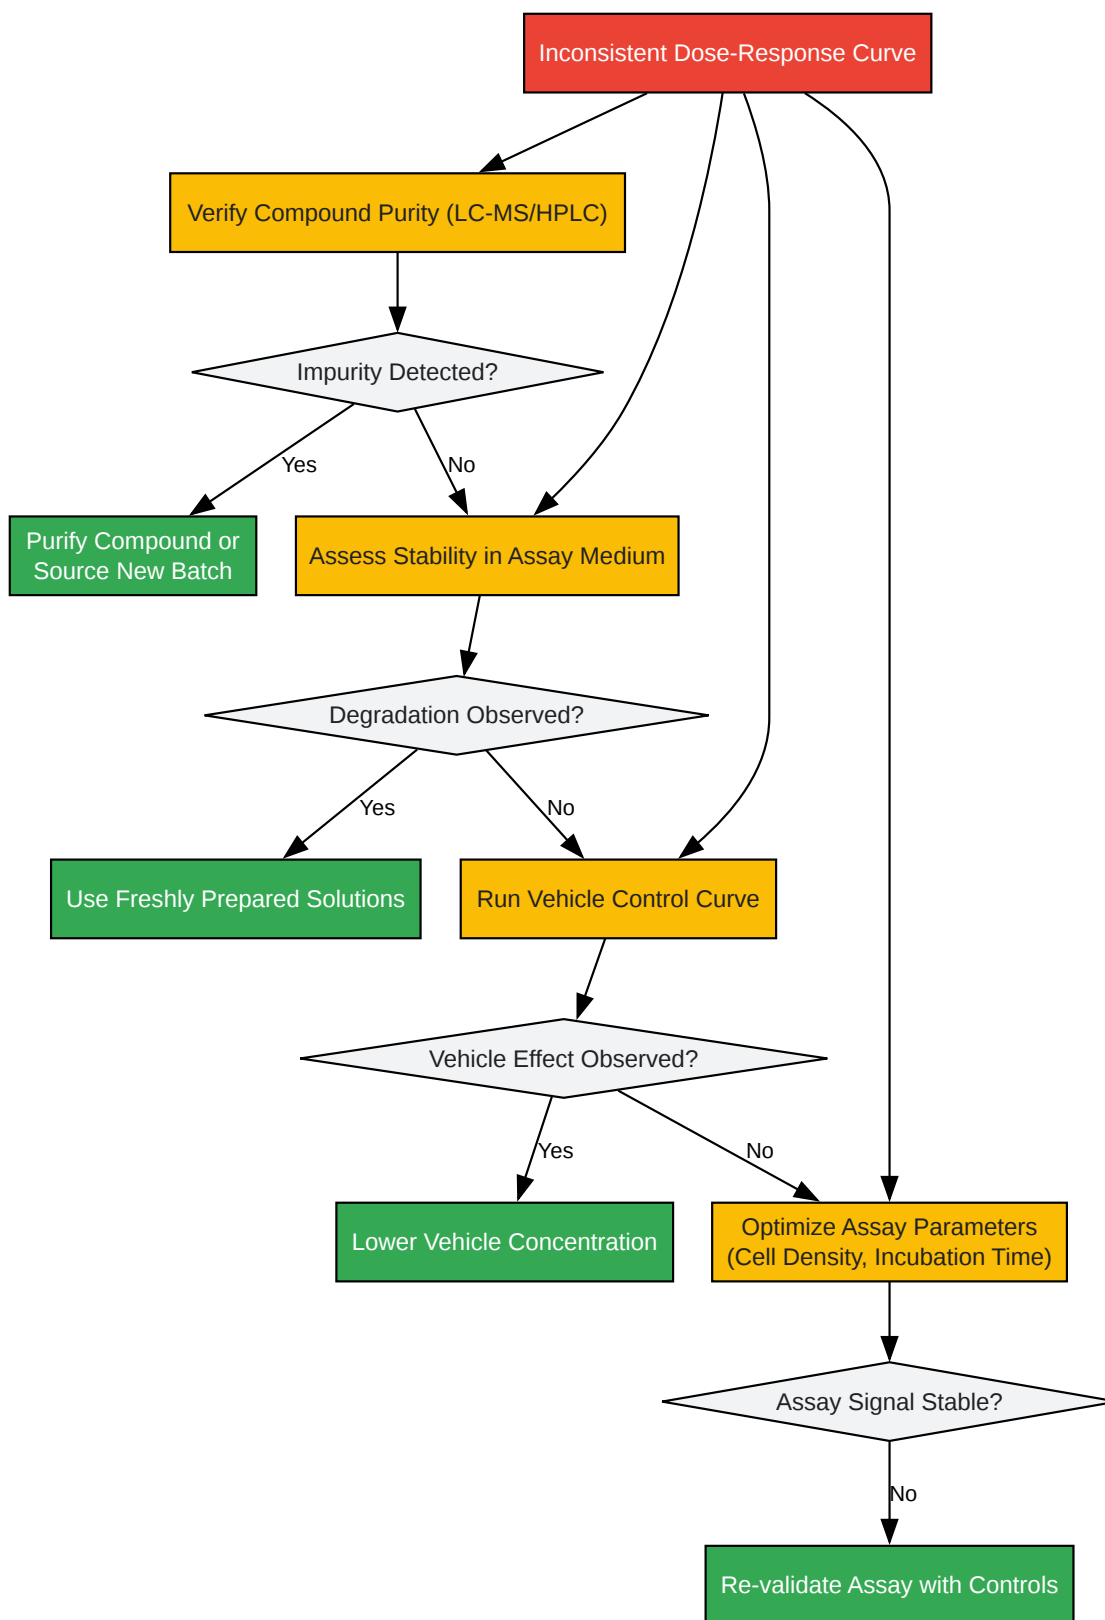 Inconsistent Dose-Response Curve
Verify Compound Purity (LC-MS/HPLC)
Impurity Detected?
Yes
No
Purify Compound or
Source New Batch
Assess Stability in Assay Medium
Degradation Observed?
Yes
No
Use Freshly Prepared Solutions
Run Vehicle Control Curve
Vehicle Effect Observed?
Yes
No
Lower Vehicle Concentration
Optimize Assay Parameters
(Cell Density, Incubation Time)
Assay Signal Stable?
No
Re-validate Assay with Controls